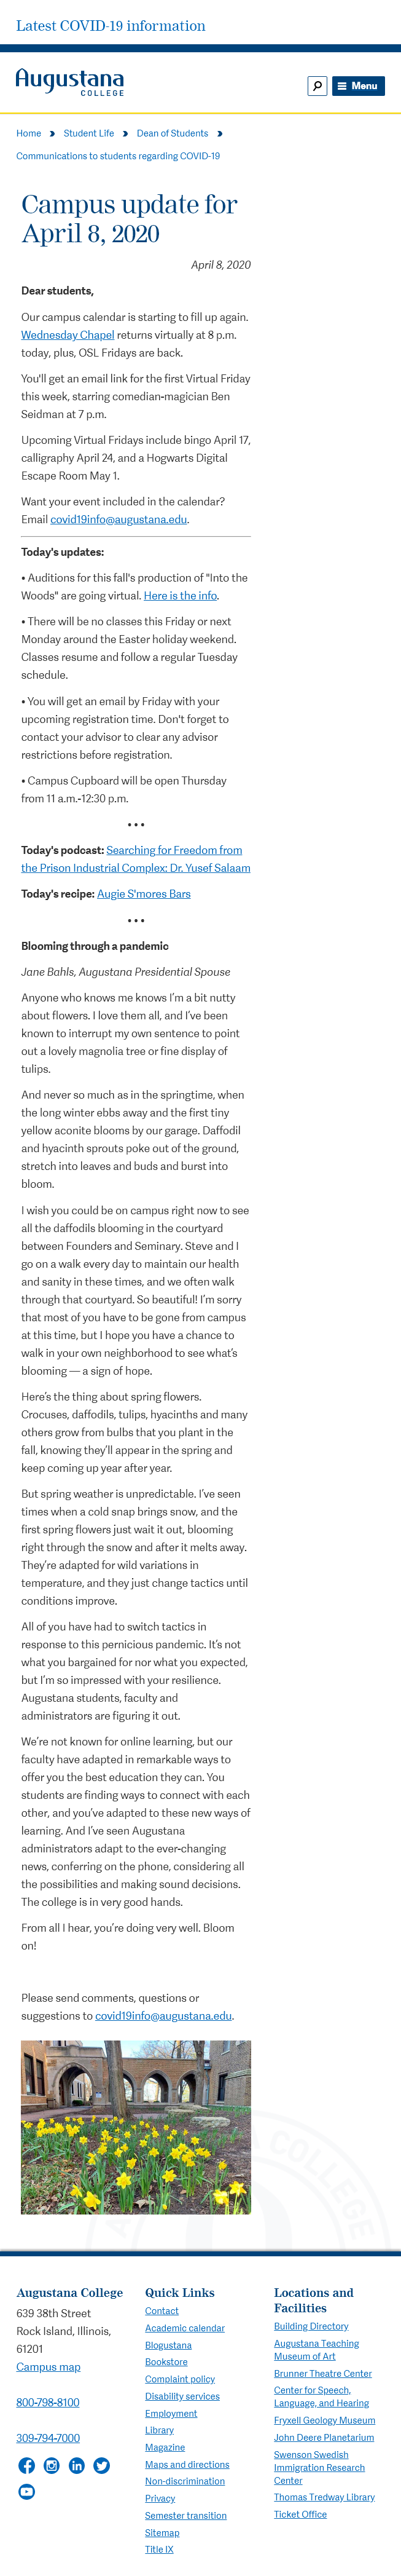 Latest COVID-19 information
Augustana
COLLEGE
Menu
Home Student Life Dean of Students
Communications to students regarding COVID-19
Campus update for
April 8, 2020
April 8, 2020
Dear students,
Our campus calendar is starting to fill up again.
Wednesday Chapel returns virtually at 8 p.m.
today, plus, OSL Fridays are back.
You'll get an email link for the first Virtual Friday
this week, starring comedian-magician Ben
Seidman at 7 p.m.
Upcoming Virtual Fridays include bingo April 17,
calligraphy April 24, and a Hogwarts Digital
Escape Room May 1.
Want your event included in the calendar?
Email covid19info@augustana.edu.
Today's updates:
• Auditions for this fall's production of "Into the
Woods" are going virtual. Here is the info.
• There will be no classes this Friday or next
Monday around the Easter holiday weekend.
Classes resume and follow a regular Tuesday
schedule.
• You will get an email by Friday with your
upcoming registration time. Don't forget to
contact your advisor to clear any advisor
restrictions before registration.
• Campus Cupboard will be open Thursday
from 11 a.m.-12:30 p.m.
• • •
Today's podcast: Searching for Freedom from
the Prison Industrial Complex: Dr. Yusef Salaam
Today's recipe: Augie S'mores Bars
• • •
Blooming through a pandemic
Jane Bahls, Augustana Presidential Spouse
Anyone who knows me knows I’m a bit nutty
about flowers. I love them all, and I’ve been
known to interrupt my own sentence to point
out a lovely magnolia tree or fine display of
tulips.
And never so much as in the springtime, when
the long winter ebbs away and the first tiny
yellow aconite blooms by our garage. Daffodil
and hyacinth sprouts poke out of the ground,
stretch into leaves and buds and burst into
bloom.
I wish you could be on campus right now to see
all the daffodils blooming in the courtyard
between Founders and Seminary. Steve and I
go on a walk every day to maintain our health
and sanity in these times, and we often walk
through that courtyard. So beautiful! I’m sorry
that most of you have to be gone from campus
at this time, but I hope you have a chance to
walk in your own neighborhood to see what’s
blooming — a sign of hope.
Here’s the thing about spring flowers.
Crocuses, daffodils, tulips, hyacinths and many
others grow from bulbs that you plant in the
fall, knowing they’ll appear in the spring and
keep coming up year after year.
But spring weather is unpredictable. I’ve seen
times when a cold snap brings snow, and the
first spring flowers just wait it out, blooming
right through the snow and after it melts away.
They’re adapted for wild variations in
temperature, and they just change tactics until
conditions improve.
All of you have had to switch tactics in
response to this pernicious pandemic. It’s not
what you bargained for nor what you expected,
but I’m so impressed with your resilience.
Augustana students, faculty and
administrators are figuring it out.
We’re not known for online learning, but our
faculty have adapted in remarkable ways to
offer you the best education they can. You
students are finding ways to connect with each
other, and you’ve adapted to these new ways of
learning. And I’ve seen Augustana
administrators adapt to the ever-changing
news, conferring on the phone, considering all
the possibilities and making sound decisions.
The college is in very good hands.
From all I hear, you’re doing very well. Bloom
on!
Please send comments, questions or
suggestions to covid19info@augustana.edu.
Augustana College
639 38th Street
Rock Island, Illinois,
61201
Campus map
800-798-8100
309-794-7000
Quick Links
Contact
Academic calendar
Blogustana
Bookstore
Complaint policy
Disability services
Employment
Library
Magazine
Maps and directions
Non-discrimination
Privacy
Semester transition
Sitemap
Title IX
Locations and
Facilities
Building Directory
Augustana Teaching
Museum of Art
Brunner Theatre Center
Center for Speech,
Language, and Hearing
Fryxell Geology Museum
John Deere Planetarium
Swenson Swedish
Immigration Research
Center
Thomas Tredway Library
Ticket Office